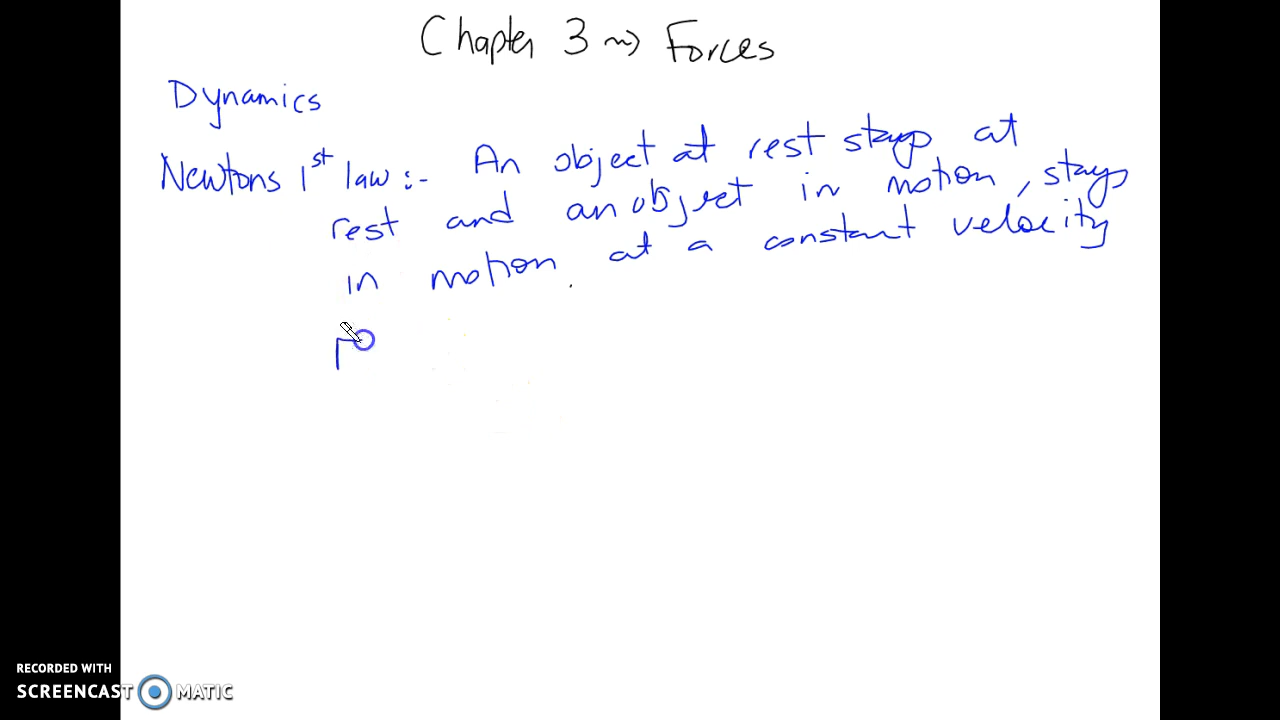 Chapter 3 ~> Forces
Dynamics
Newtons 1st law :- An object at rest stays at
rest and an object in motion, stays
in motion at a constant velocity
.
RECORDED WITH
SCREENCAST MATIC